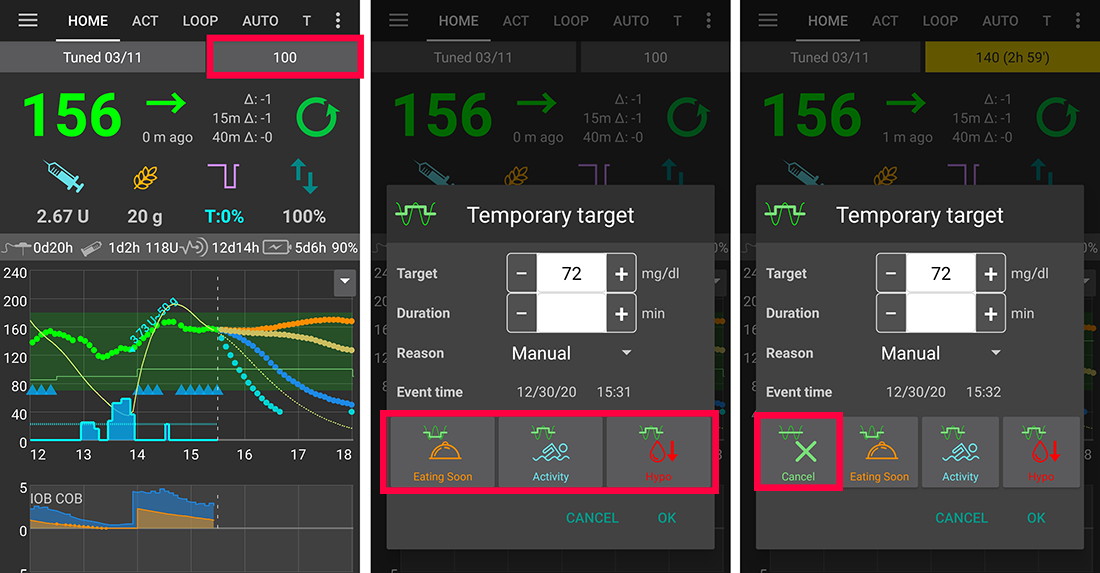 HOME ACT LOOP AUTO T
Tuned 03/11 100
156
0 m ago
Δ: -1
15m Δ: -1
40m Δ: -0
2.67 U 20 g T:0% 100%
0d20h 1d2h 118U 12d14h 5d6h 90%
240
200
160
120
80
40
0
3.73 U
12 13 14 15 16 17 18
IOB COB
5
0
5
HOME ACT LOOP AUTO T
Tuned 03/11 100
156
0 m ago
Δ: -1
15m Δ: -1
40m Δ: -0
Temporary target
Target − 72 + mg/dl
Duration − + min
Reason Manual
Event time 12/30/20 15:31
Eating Soon Activity Hypo
CANCEL OK
HOME ACT LOOP AUTO T
Tuned 03/11 140 (2h 59')
156
1 m ago
Δ: -1
15m Δ: -1
40m Δ: -0
Temporary target
Target − 72 + mg/dl
Duration − + min
Reason Manual
Event time 12/30/20 15:32
Cancel Eating Soon Activity Hypo
CANCEL OK